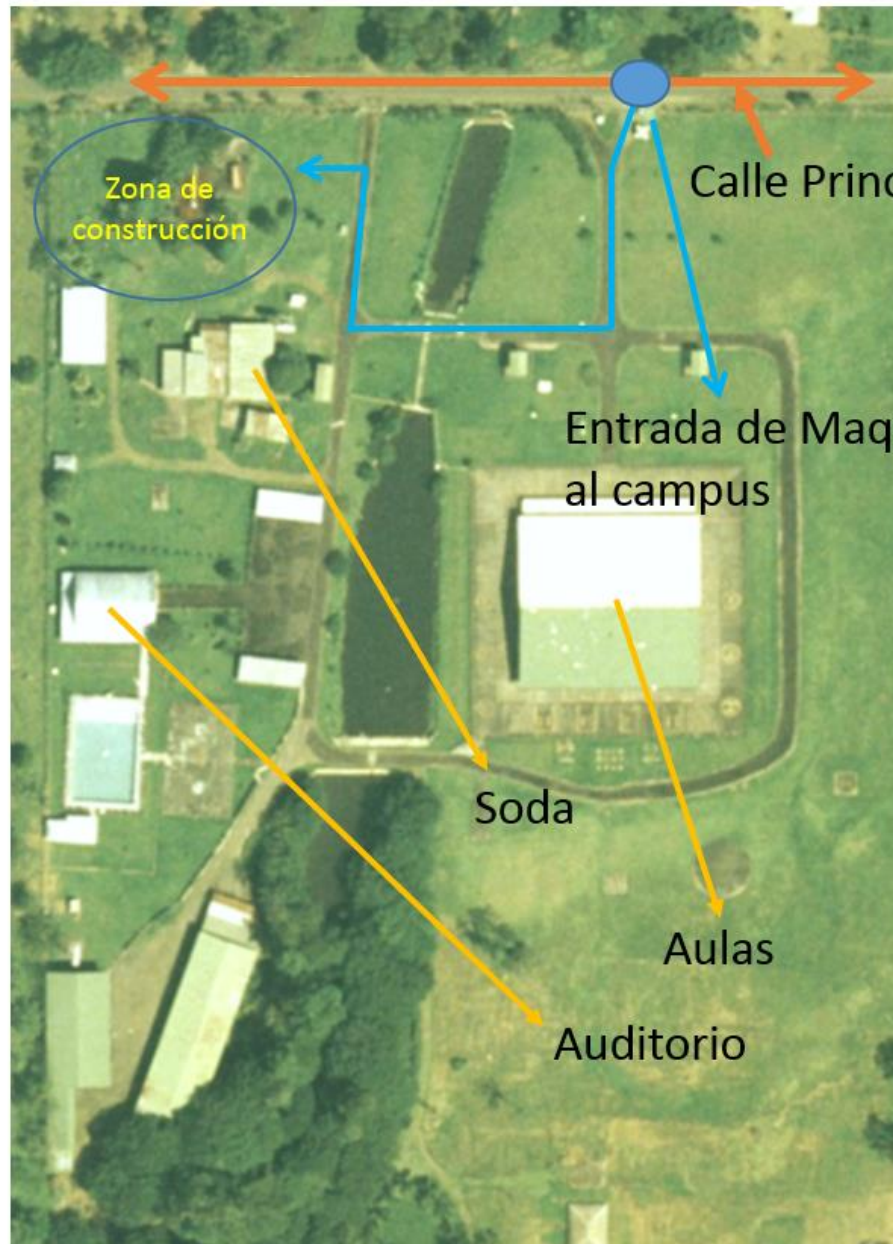 Zona de
construcción
Calle Princ
Entrada de Maq
al campus
Soda
Aulas
Auditorio